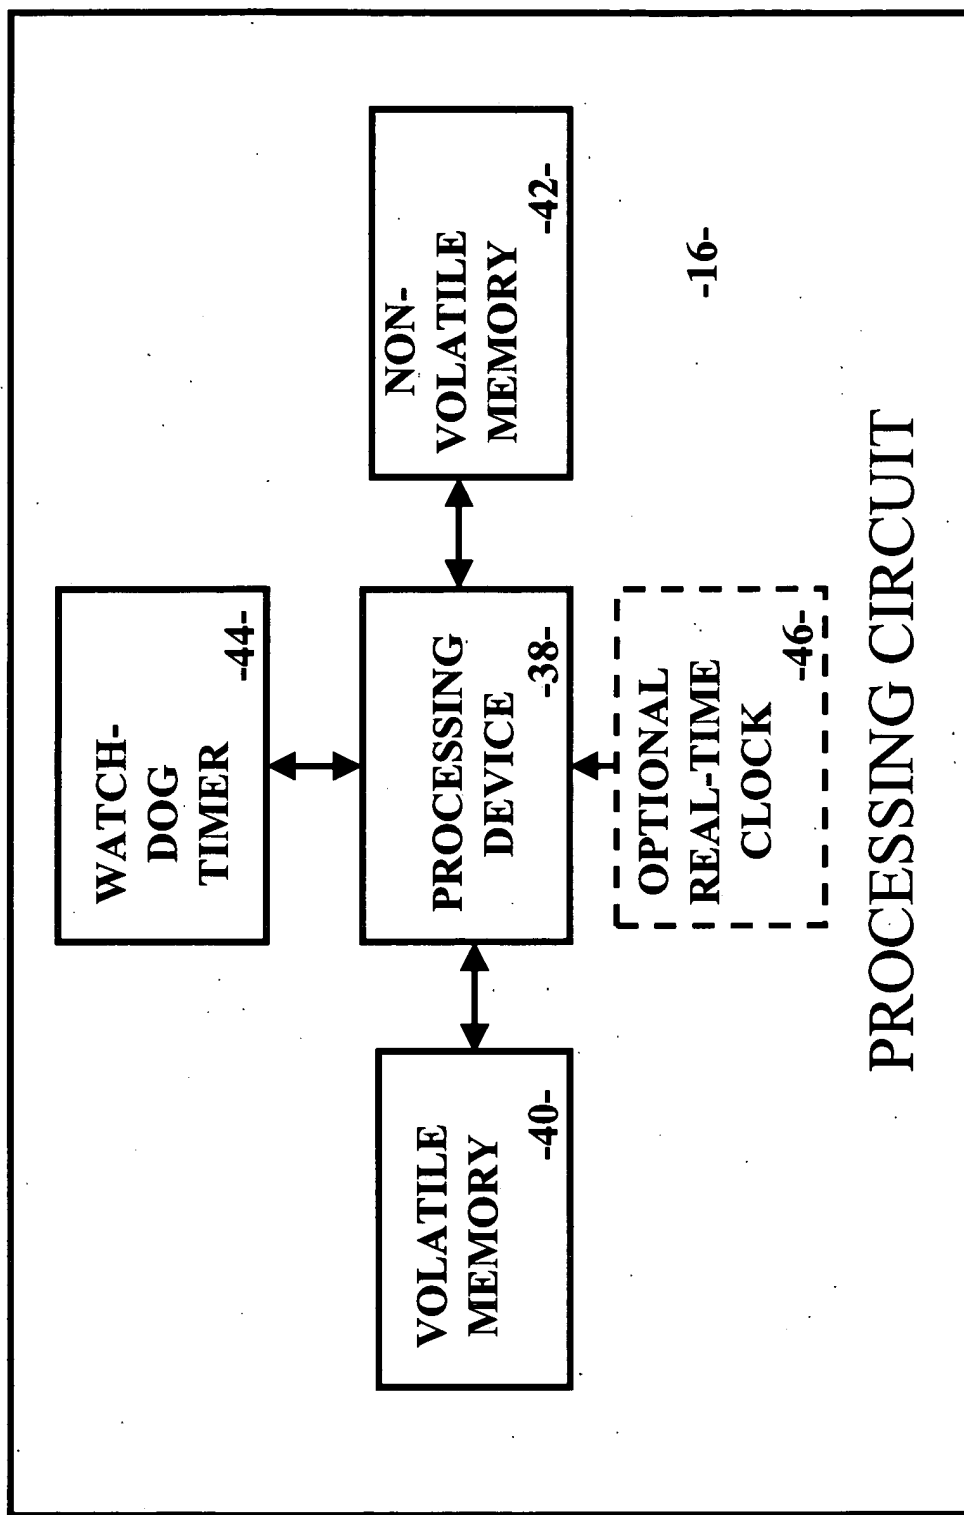 WATCH-
DOG
TIMER
-44-
VOLATILE
MEMORY
-40-
PROCESSING
DEVICE
-38-
NON-
VOLATILE
MEMORY
-42-
OPTIONAL
REAL-TIME
CLOCK
-46-
-16-
PROCESSING CIRCUIT